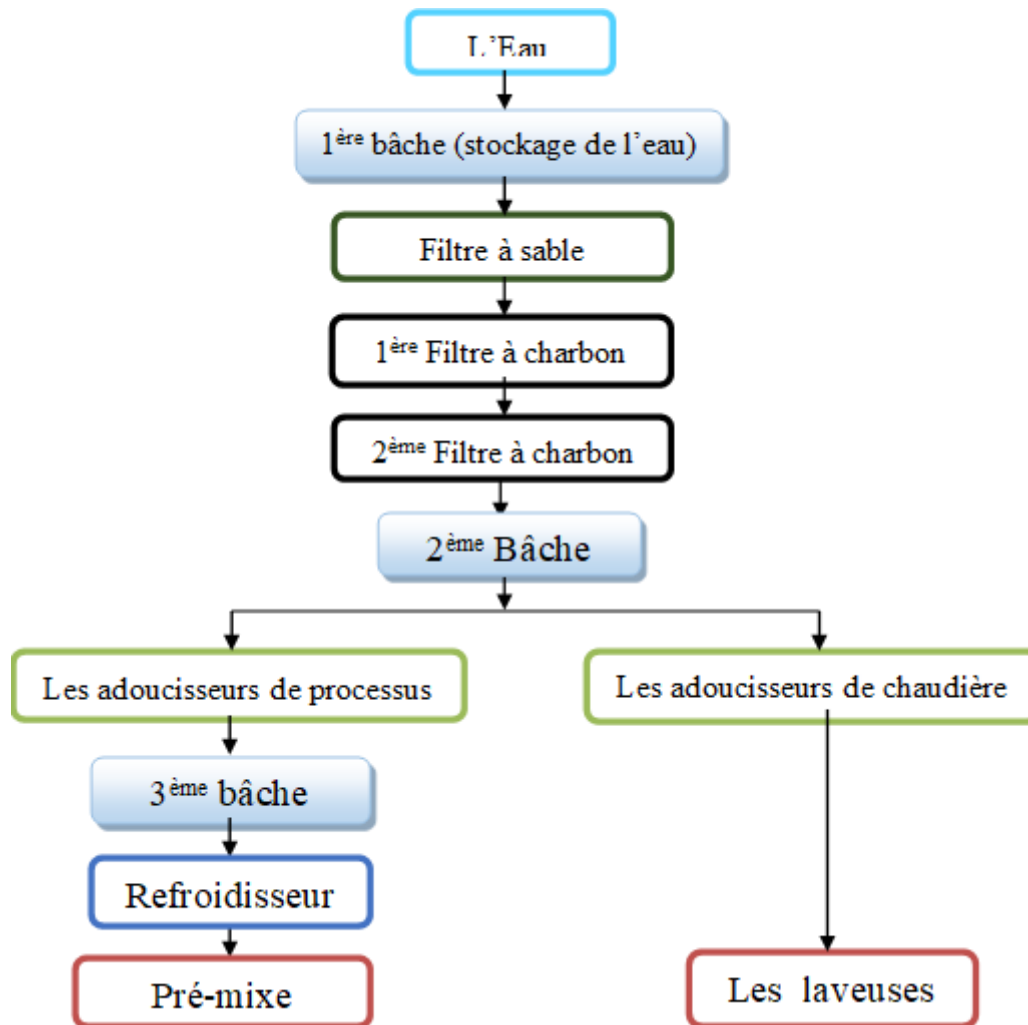 L'Eau
1ère bâche (stockage de l'eau)
Filtre à sable
1ère Filtre à charbon
2ème Filtre à charbon
2ème Bâche
Les adoucisseurs de processus
Les adoucisseurs de chaudière
3ème bâche
Refroidisseur
Pré-mixe
Les laveuses